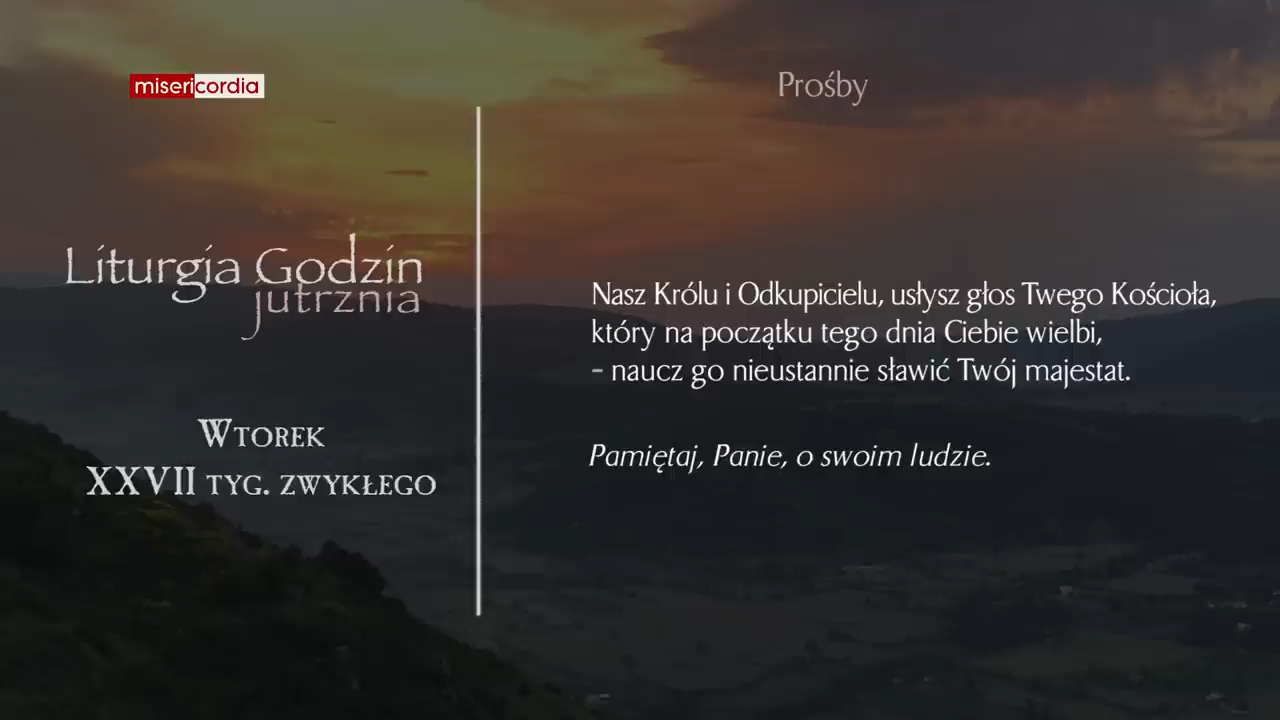 misericordia
Liturgia Godzin
jutrznia
Wtorek
XXVII tyg. zwykłego
Prośby
Nasz Królu i Odkupicielu, usłysz głos Twego Kościoła,
który na początku tego dnia Ciebie wielbi,
- naucz go nieustannie sławić Twój majestat.
Pamiętaj, Panie, o swoim ludzie.